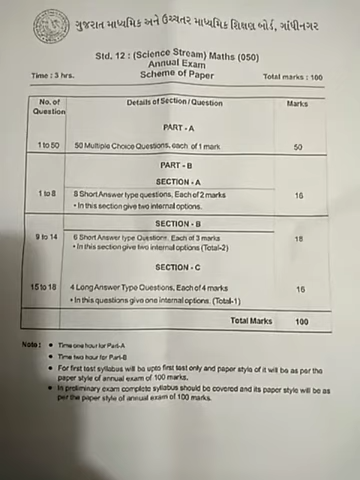 ગુજરાત માધ્યમિક અને ઉચ્ચતર માધ્યમિક શિક્ષણ બોર્ડ, ગાંધીનગર
Std. 12 : (Science Stream) Maths (050)
Annual Exam
Time : 3 hrs. Scheme of Paper Total marks : 100
No. of Question Details of Section / Question Marks
PART - A
1 to 50 50 Multiple Choice Questions, each of 1 mark 50
PART - B
SECTION - A
1 to 8 8 Short Answer type questions, Each of 2 marks 16
• In this section give two internal options.
SECTION - B
9 to 14 6 Short Answer type Questions. Each of 3 marks 18
• In this section give two internal options (Total-2)
SECTION - C
15 to 18 4 Long Answer Type Questions, Each of 4 marks 16
• In this questions give one internal options. (Total-1)
Total Marks 100
Note : • Time one hour for Part-A
• Time two hour for Part-B
• For first test syllabus will be upto first test only and paper style of it will be as per the
paper style of annual exam of 100 marks.
• In preliminary exam complete syllabus should be covered and its paper style will be as
per the paper style of annual exam of 100 marks.